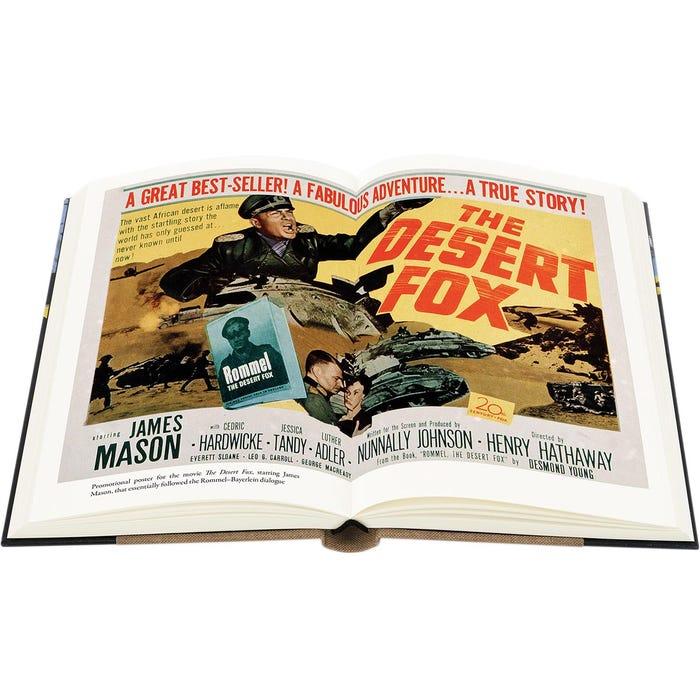 A GREAT BEST-SELLER! A FABULOUS ADVENTURE...A TRUE STORY!
The vast African desert is aflame
with the startling story the
world has only guessed at..
never known until
now!
THE
DESERT
FOX
Rommel
THE DESERT FOX
20th
CENTURY-FOX
starring JAMES
MASON
with CEDRIC
HARDWICKE ·
JESSICA
TANDY ·
LUTHER
ADLER ·
EVERETT SLOANE · LEO G. CARROLL ·
GEORGE MACREADY
Written for the Screen and Produced by
NUNNALLY JOHNSON ·
Directed by
HENRY HATHAWAY
From the Book, "ROMMEL, THE DESERT FOX" by
DESMOND YOUNG
Promotional poster for the movie The Desert Fox, starring James
Mason, that essentially followed the Rommel–Bayerlein dialogue